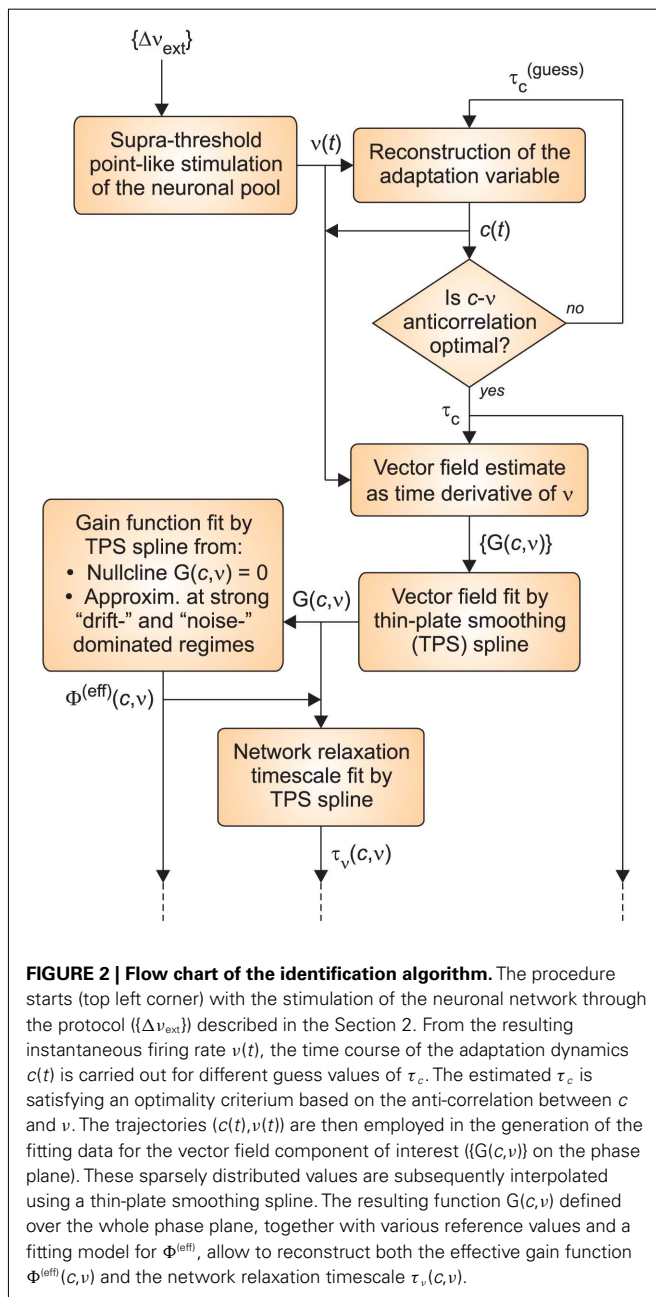 {Δν_ext}
τ_c^(guess)
Supra-threshold
point-like stimulation
of the neuronal pool
ν(t)
Reconstruction of the
adaptation variable
c(t)
Is c-ν
anticorrelation
optimal?
no
yes
τ_c
Vector field estimate
as time derivative of ν
{G(c,ν)}
Gain function fit by
TPS spline from:
• Nullcline G(c,ν) = 0
• Approxim. at strong
“drift-” and “noise-”
dominated regimes
G(c,ν)
Vector field fit by
thin-plate smoothing
(TPS) spline
Φ^(eff)(c,ν)
Network relaxation
timescale fit by
TPS spline
τ_ν(c,ν)
FIGURE 2 | Flow chart of the identification algorithm. The procedure
starts (top left corner) with the stimulation of the neuronal network through
the protocol ({Δν_ext}) described in the Section 2. From the resulting
instantaneous firing rate ν(t), the time course of the adaptation dynamics
c(t) is carried out for different guess values of τ_c. The estimated τ_c is
satisfying an optimality criterion based on the anti-correlation between c
and ν. The trajectories (c(t),ν(t)) are then employed in the generation of the
fitting data for the vector field component of interest ({G(c,ν)} on the phase
plane). These sparsely distributed values are subsequently interpolated
using a thin-plate smoothing spline. The resulting function G(c,ν) defined
over the whole phase plane, together with various reference values and a
fitting model for Φ^(eff), allow to reconstruct both the effective gain function
Φ^(eff)(c,ν) and the network relaxation timescale τ_ν(c,ν).